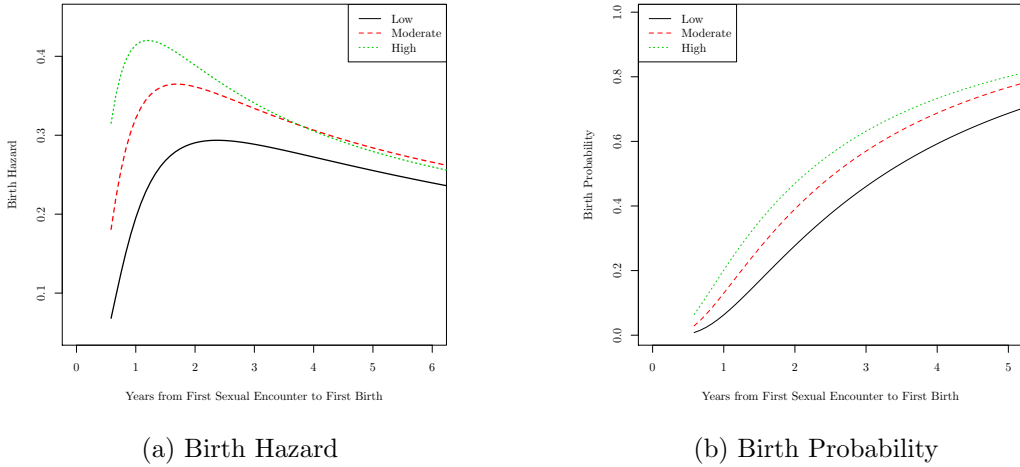 Low
Moderate
High
Birth Hazard
0.4
0.3
0.2
0.1
0 1 2 3 4 5 6
Years from First Sexual Encounter to First Birth
(a) Birth Hazard
Low
Moderate
High
Birth Probability
1.0
0.8
0.6
0.4
0.2
0.0
0 1 2 3 4 5
Years from First Sexual Encounter to First Birth
(b) Birth Probability